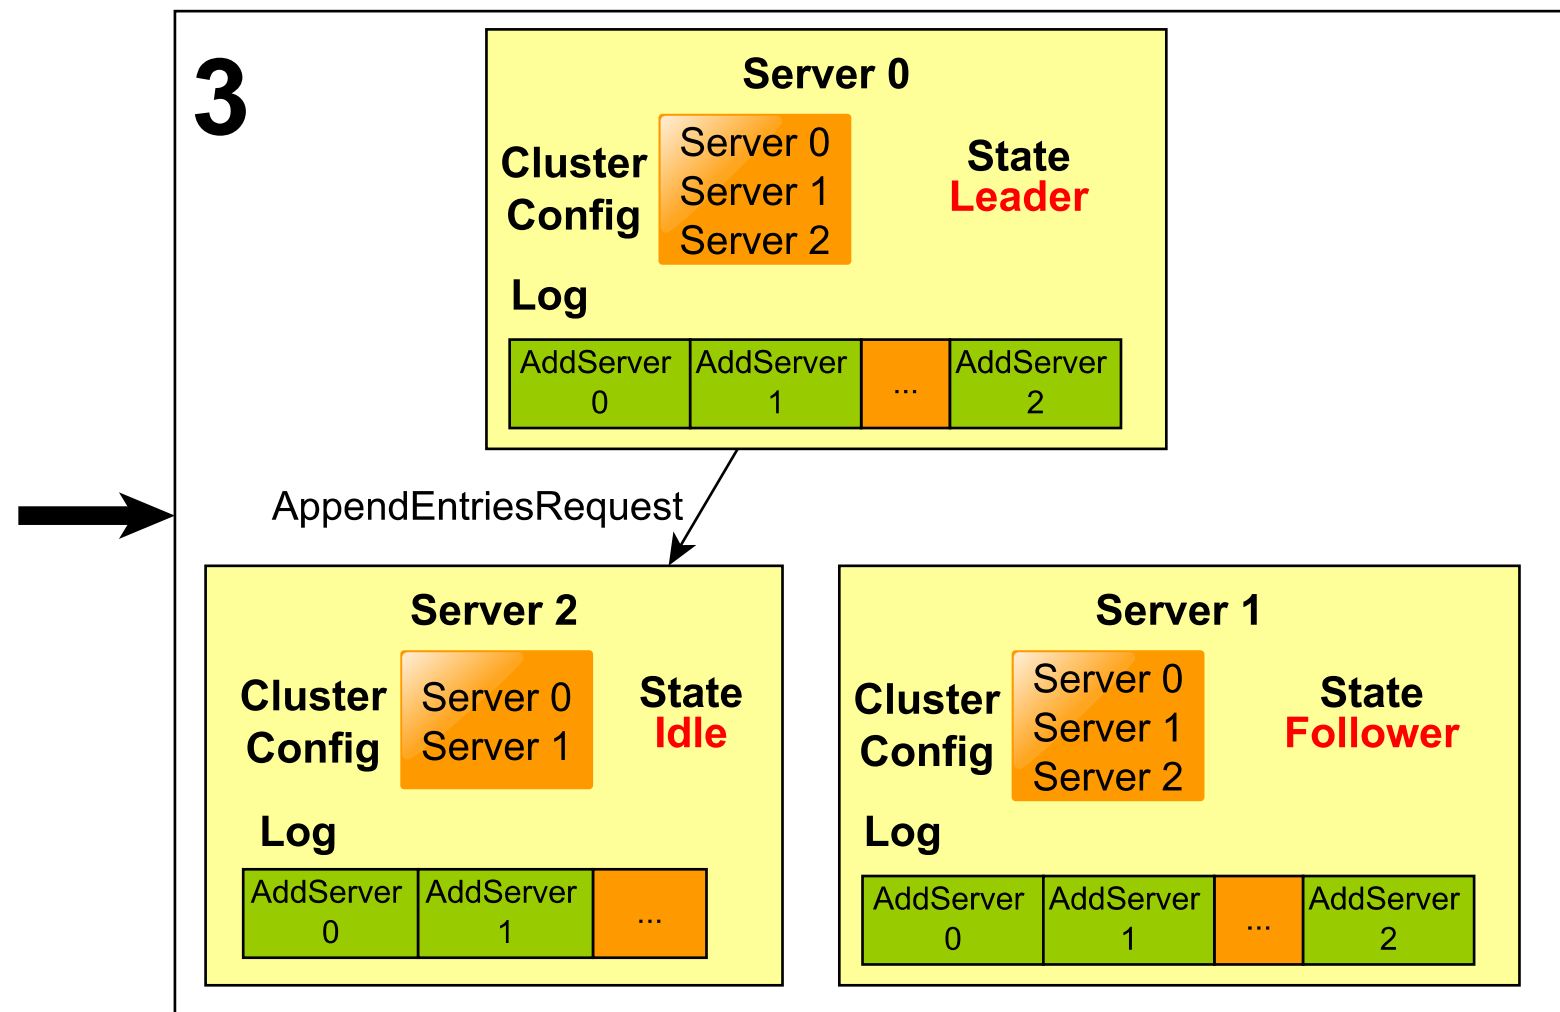 3
Server 0
Cluster
Config
Server 0
Server 1
Server 2
State
Leader
Log
AddServer
0
AddServer
1
...
AddServer
2
AppendEntriesRequest
Server 2
Cluster
Config
Server 0
Server 1
State
Idle
Log
AddServer
0
AddServer
1
...
Server 1
Cluster
Config
Server 0
Server 1
Server 2
State
Follower
Log
AddServer
0
AddServer
1
...
AddServer
2